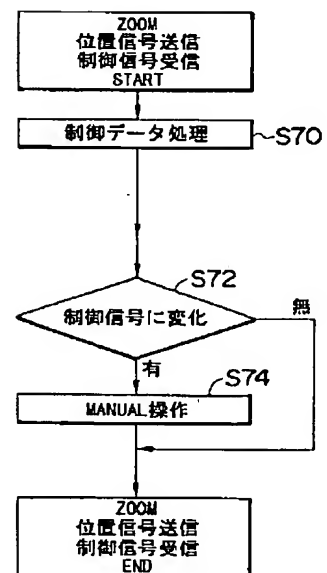 ZOOM
位置信号送信
制御信号受信
START
制御データ処理
S70
S72
制御信号に変化
無
有
S74
MANUAL操作
ZOOM
位置信号送信
制御信号受信
END